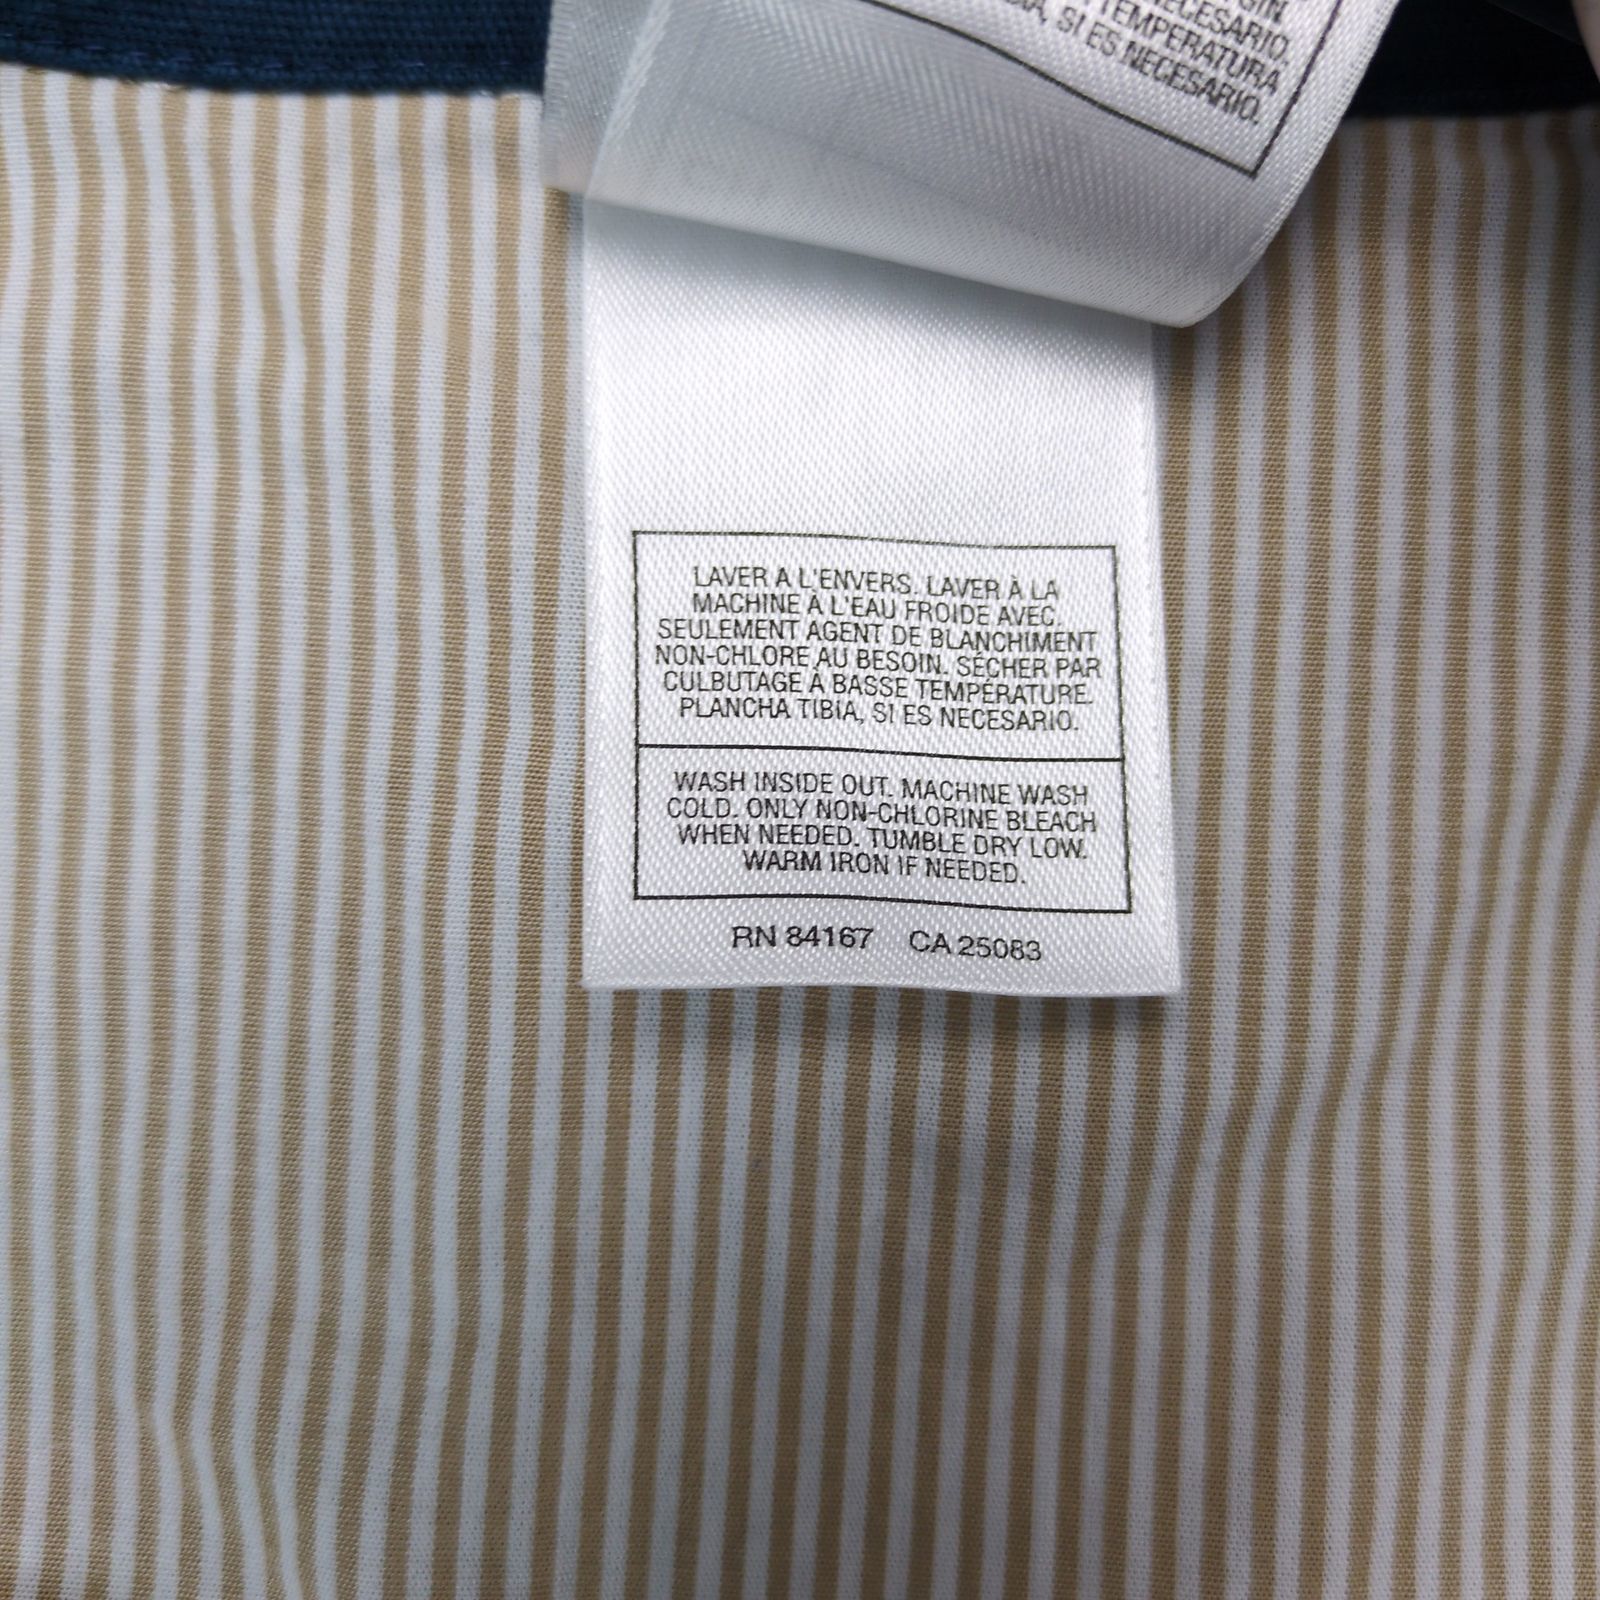 GIN
NECESARIO.
TEMPERATURA
SI ES NECESARIO.
LAVER A L'ENVERS. LAVER À LA
MACHINE À L'EAU FROIDE AVEC.
SEULEMENT AGENT DE BLANCHIMENT
NON-CHLORE AU BESOIN. SÉCHER PAR
CULBUTAGE À BASSE TEMPÉRATURE.
PLANCHA TIBIA, SI ES NECESARIO.
WASH INSIDE OUT. MACHINE WASH
COLD. ONLY NON-CHLORINE BLEACH
WHEN NEEDED. TUMBLE DRY LOW.
WARM IRON IF NEEDED.
RN 84167 CA 25083